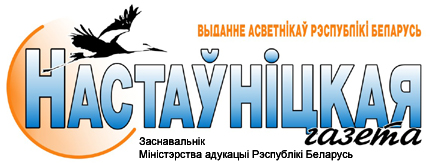 ВЫДАННЕ АСВЕТНІКАЎ РЭСПУБЛІКІ БЕЛАРУСЬ
НАСТАЎНІЦКАЯ
газета
Заснавальнік
Міністэрства адукацыі Рэспублікі Беларусь